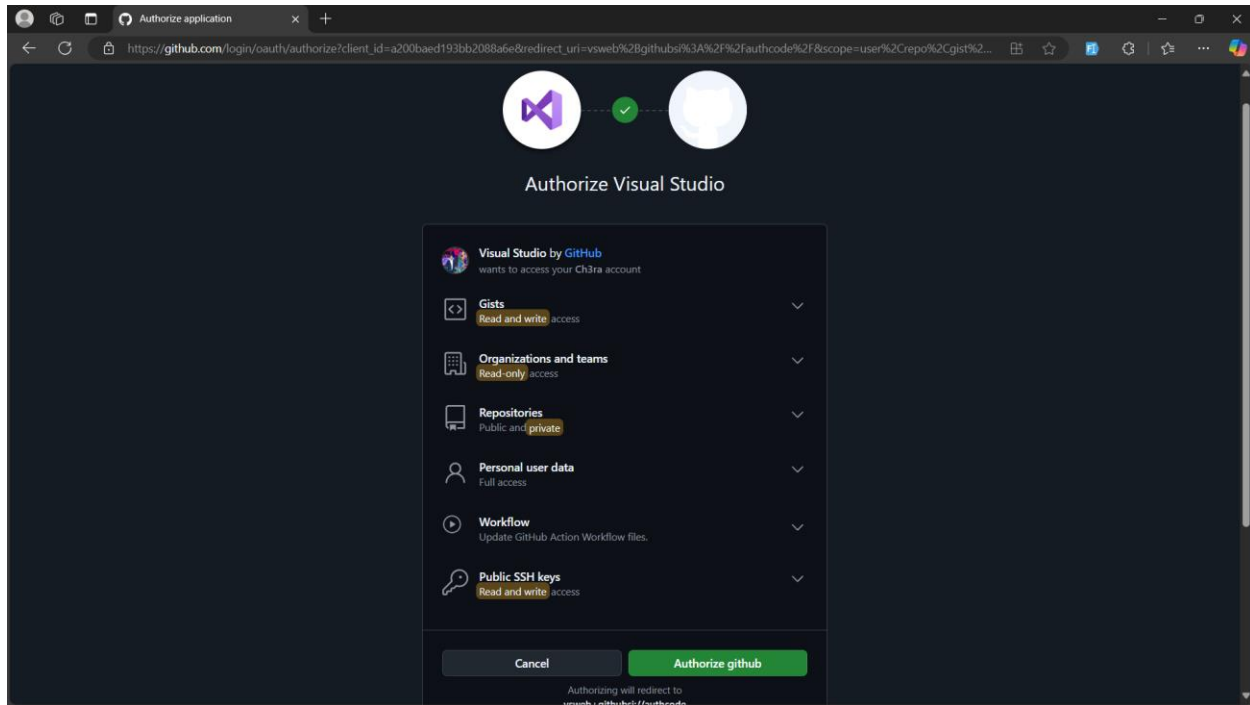 Authorize application
https://github.com/login/oauth/authorize?client_id=a200baed193bb2088a6e&redirect_uri=vsweb%2Bgithubsi%3A%2F%2Fauthcode%2F&scope=user%2Crepo%2Cgist%2...
Authorize Visual Studio
Visual Studio by GitHub
wants to access your Ch3ra account
Gists
Read and write access
Organizations and teams
Read-only access
Repositories
Public and private
Personal user data
Full access
Workflow
Update GitHub Action Workflow files.
Public SSH keys
Read and write access
Cancel Authorize github
Authorizing will redirect to
vsweb+githubsi://authcode